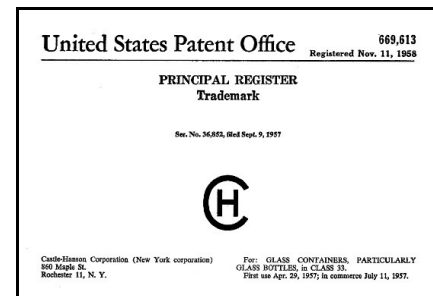 United States Patent Office
669,613
Registered Nov. 11, 1958
PRINCIPAL REGISTER
Trademark
Ser. No. 36,852, filed Sept. 9, 1957
CH
Castle-Hanson Corporation (New York corporation)
860 Maple St.
Rochester 11, N. Y.
For: GLASS CONTAINERS, PARTICULARLY
GLASS BOTTLES, in CLASS 33.
First use Apr. 29, 1957; in commerce July 11, 1957.